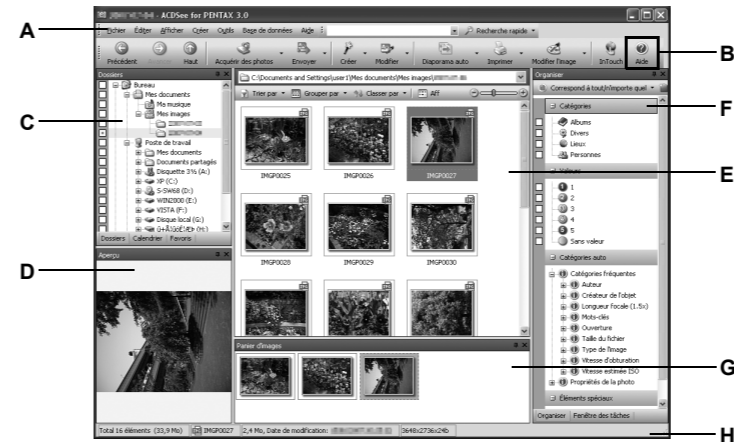 - ACDSee for PENTAX 3.0
A
Fichier Éditer Afficher Créer Outils Base de données Aide Recherche rapide
B
Précédent Haut Acquérir des photos Envoyer Créer Modifier Diaporama auto Imprimer Modifier l'image InTouch Aide
Dossiers
C:\Documents and Settings\user1\Mes documents\Mes images\
Organiser
Correspond à tout/n'importe quel
Trier par Grouper par Classer par Aff
C
Bureau
Mes documents
Ma musique
Mes images
Poste de travail
Mes documents
Documents partagés
Disquette 3½ (A:)
XP (C:)
S-SW68 (D:)
WIN2000 (E:)
VISTA (F:)
Disque local (G:)
Dossiers Calendrier Favoris
IMGP0025 IMGP0026 IMGP0027
IMGP0028 IMGP0029 IMGP0030
E
Catégories
F
Albums
Divers
Lieux
Personnes
Valeurs
1
2
3
4
5
Sans valeur
Catégories auto
Catégories fréquentes
Auteur
Créateur de l'objet
Longueur focale (1.5x)
Mots-clés
Ouverture
Taille du fichier
Type de l'image
Vitesse d'obturation
Vitesse estimée ISO
Propriétés de la photo
Éléments spéciaux
Organiser Fenêtre des tâches
D
Aperçu
Panier d'images
G
Total 16 éléments (33,9 Mo) IMGP0027 2,4 Mo, Date de modification: 3648x2736x24b
H